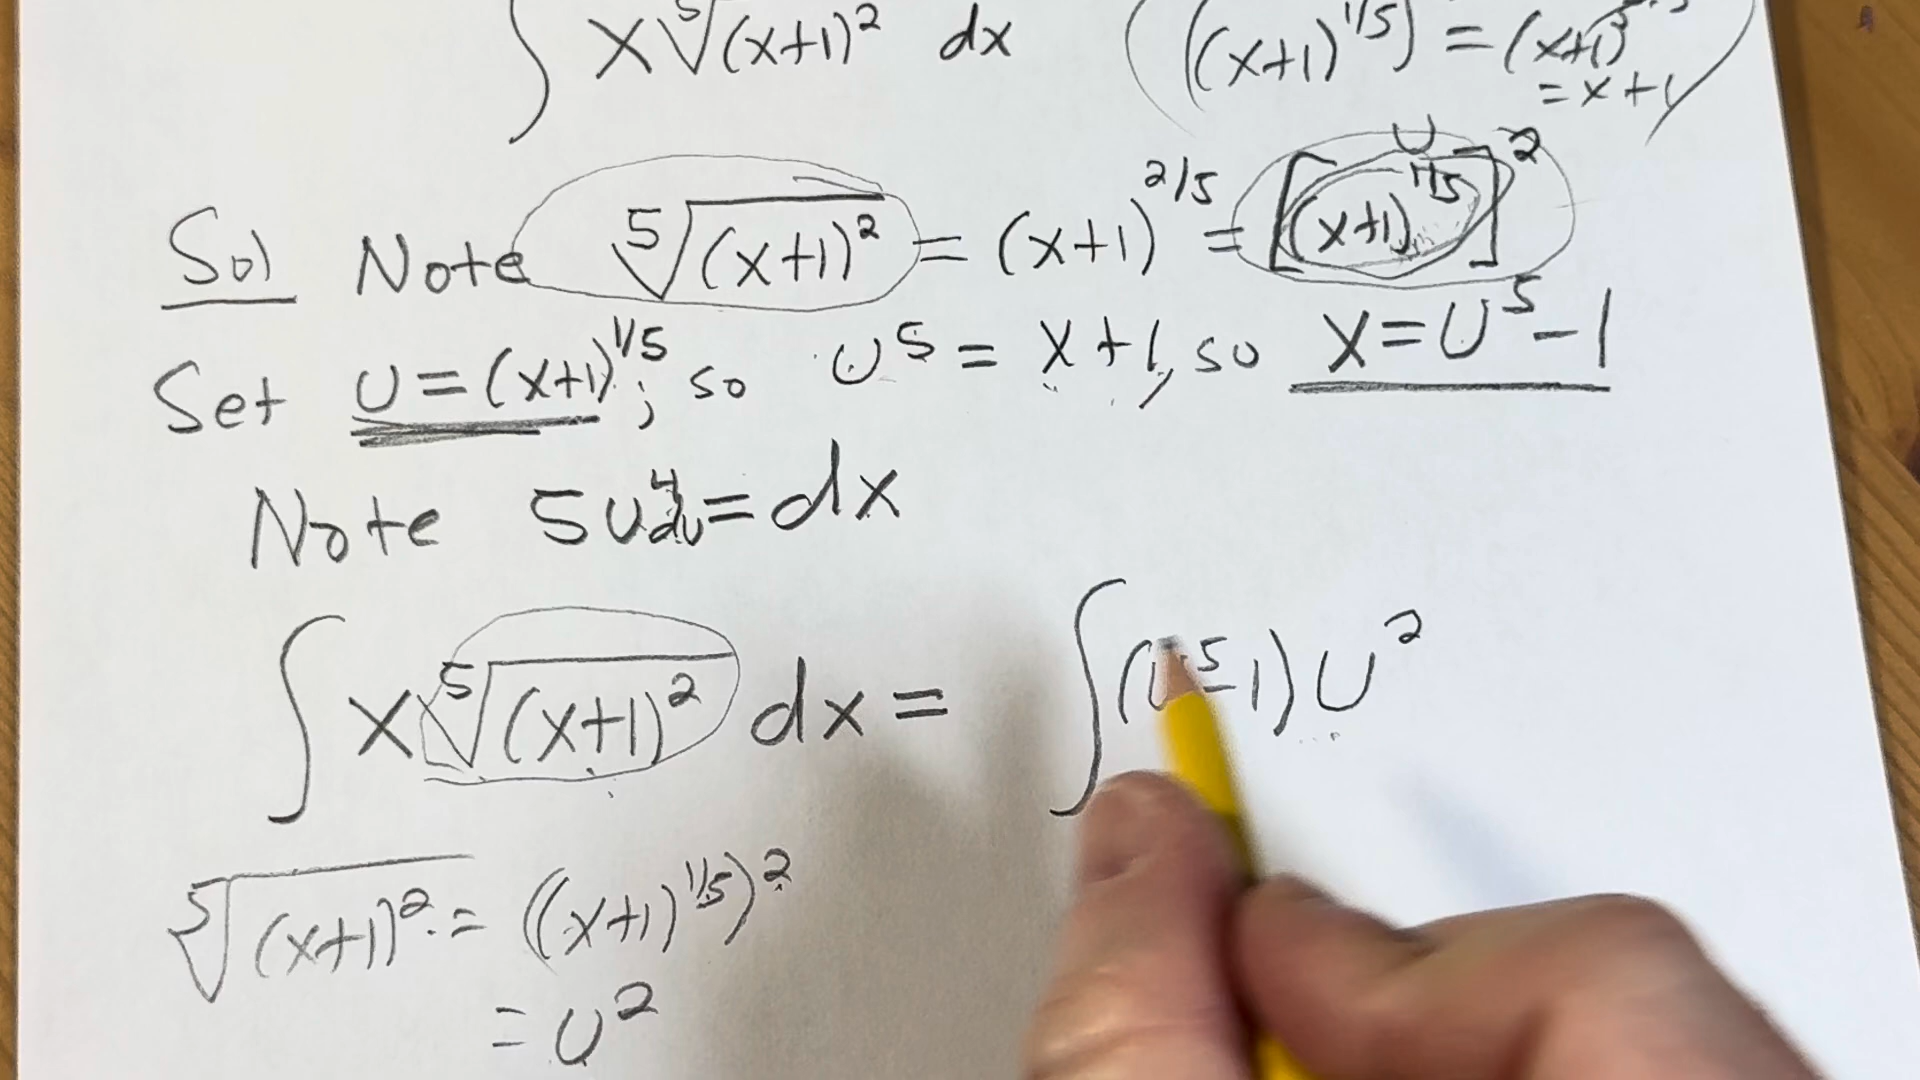 ∫ x ⁵√(x+1)² dx
((x+1)^1/5) = (x+1)
= x+1
Sol Note ⁵√(x+1)² = (x+1)^2/5 = [(x+1)^1/5]²
U
Set U = (x+1)^1/5; so U⁵ = x+1, so x = U⁵ - 1
Note 5U⁴du = dx
∫ x ⁵√(x+1)² dx = ∫(U⁵-1)U²
⁵√(x+1)² = ((x+1)^1/5)²
= U²